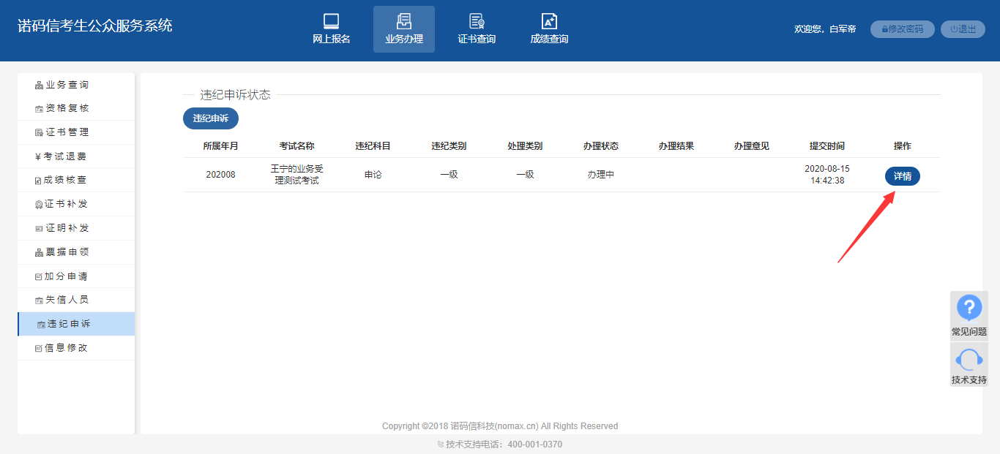 诺码信考生公众服务系统
网上报名
业务办理
证书查询
成绩查询
欢迎您，白军帝
修改密码
退出
业务查询
资格复核
证书管理
考试退费
成绩核查
证书补发
证明补发
票据申领
加分申请
失信人员
违纪申诉
信息修改
违纪申诉状态
违纪申诉
所属年月 考试名称 违纪科目 违纪类别 处理类别 办理状态 办理结果 办理意见 提交时间 操作
202008 王宁的业务受理测试考试 申论 一级 一级 办理中 2020-08-15 14:42:38 详情
常见问题
技术支持
Copyright ©2018 诺码信科技(nomax.cn) All Rights Reserved
技术支持电话：400-001-0370